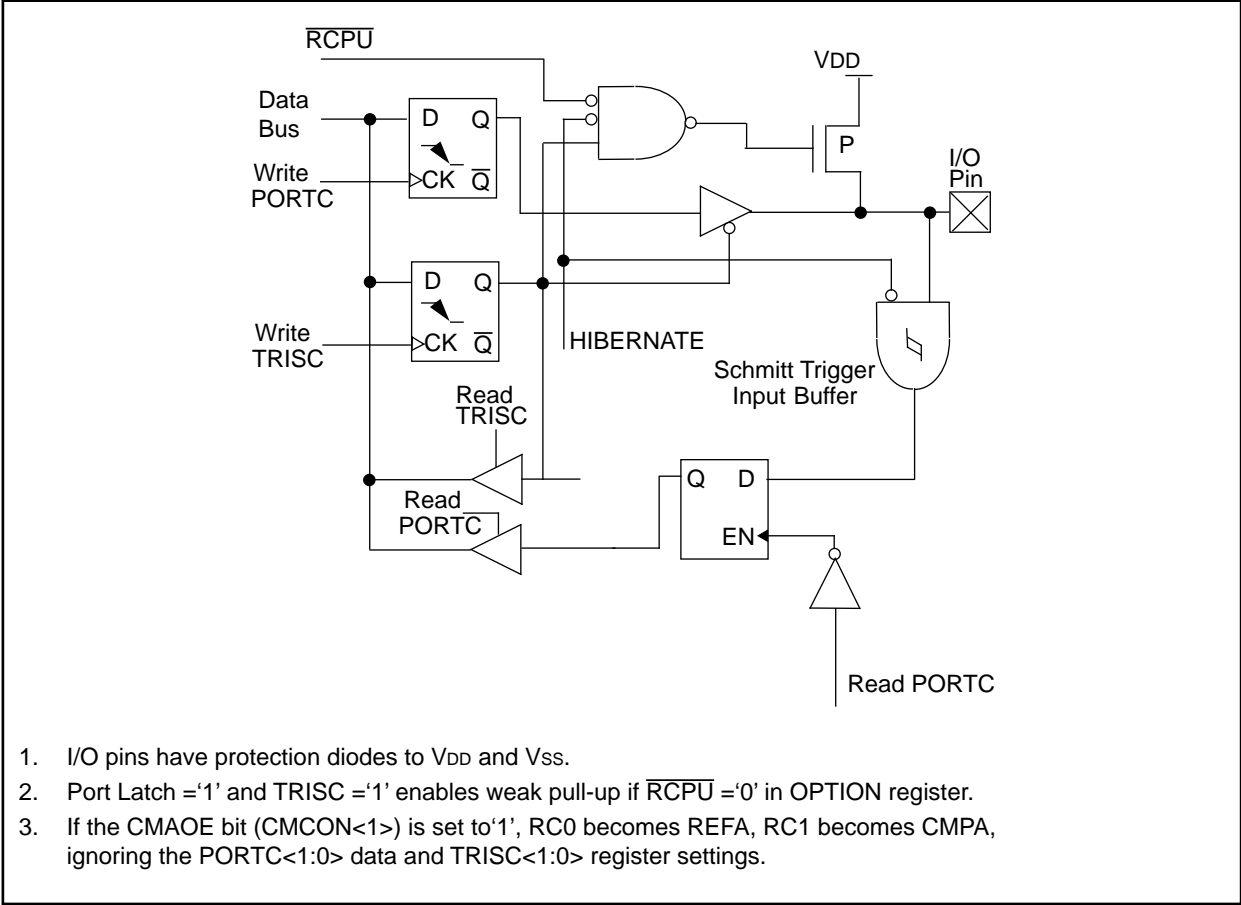 R̅C̅P̅U̅
VDD
Data
Bus
D Q
CK Q̅
Write
PORTC
P
I/O
Pin
D Q
CK Q̅
Write
TRISC
HIBERNATE
Schmitt Trigger
Input Buffer
Read
TRISC
Read
PORTC
Q D
EN
Read PORTC
1. I/O pins have protection diodes to VDD and VSS.
2. Port Latch =‘1’ and TRISC =‘1’ enables weak pull-up if R̅C̅P̅U̅ =‘0’ in OPTION register.
3. If the CMAOE bit (CMCON<1>) is set to‘1’, RC0 becomes REFA, RC1 becomes CMPA,
ignoring the PORTC<1:0> data and TRISC<1:0> register settings.